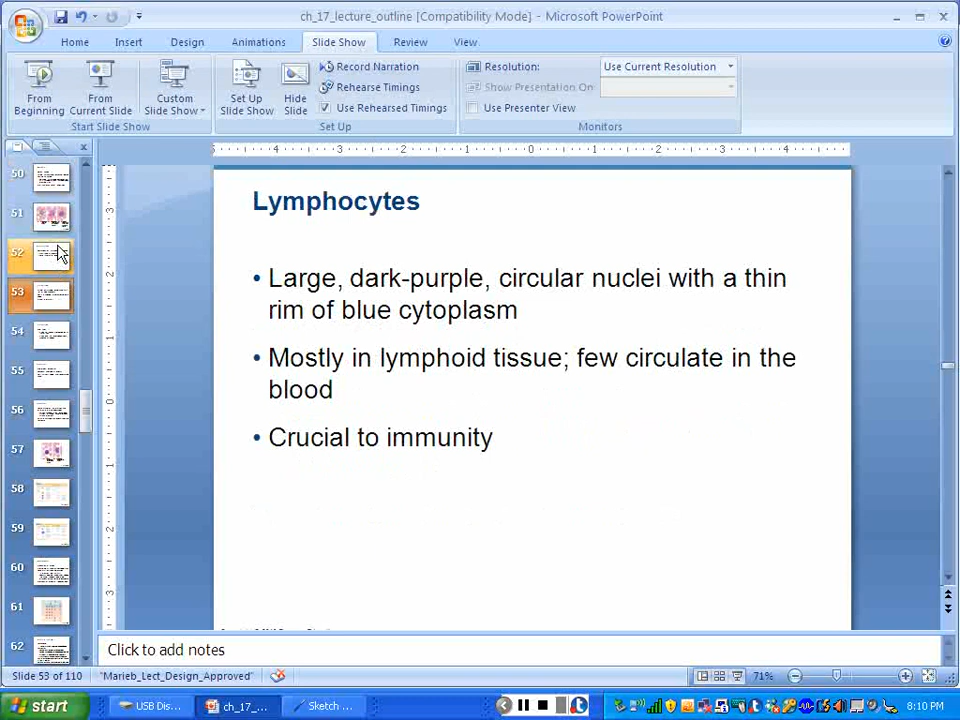 ch_17_lecture_outline [Compatibility Mode] - Microsoft PowerPoint
Home Insert Design Animations Slide Show Review View
From Beginning
From Current Slide
Custom Slide Show
Start Slide Show
Set Up Slide Show
Hide Slide
Record Narration
Rehearse Timings
Use Rehearsed Timings
Set Up
Resolution: Use Current Resolution
Show Presentation On
Use Presenter View
Monitors
50
51
52
53
54
55
56
57
58
59
60
61
62
Lymphocytes
• Large, dark-purple, circular nuclei with a thin
rim of blue cytoplasm
• Mostly in lymphoid tissue; few circulate in the
blood
• Crucial to immunity
Click to add notes
Slide 53 of 110 "Marieb_Lect_Design_Approved" 71%
start USB Dis... ch_17_... Sketch ... 8:10 PM